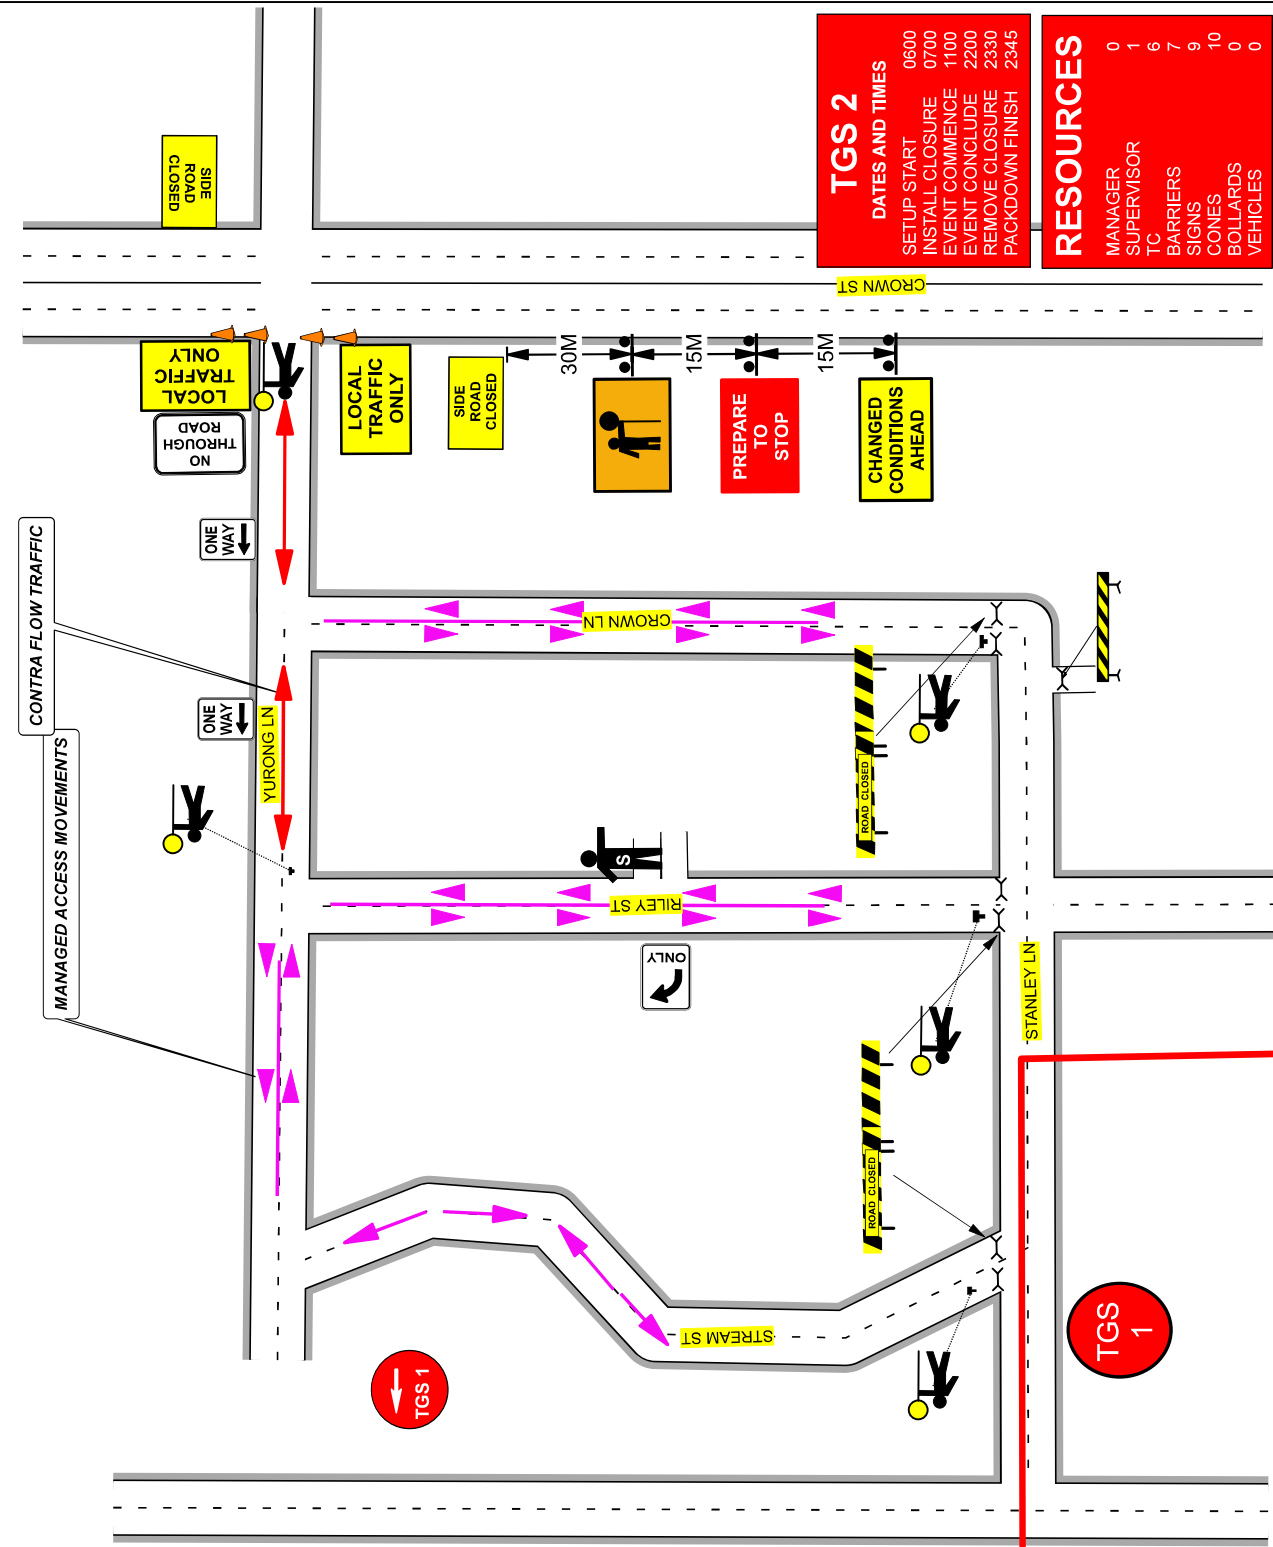 SIDE
ROAD
CLOSED
TGS 2
DATES AND TIMES
SETUP START 0600
INSTALL CLOSURE 0700
EVENT COMMENCE 1100
EVENT CONCLUDE 2200
REMOVE CLOSURE 2330
PACKDOWN FINISH 2345
RESOURCES
MANAGER 0
SUPERVISOR 1
TC 6
BARRIERS 7
SIGNS 9
CONES 10
BOLLARDS 0
VEHICLES 0
CROWN ST
LOCAL
TRAFFIC
ONLY
NO
THROUGH
ROAD
LOCAL
TRAFFIC
ONLY
SIDE
ROAD
CLOSED
30M
15M
15M
PREPARE
TO
STOP
CHANGED
CONDITIONS
AHEAD
ONE
WAY
CONTRA FLOW TRAFFIC
CROWN LN
ONE
WAY
YURONG LN
MANAGED ACCESS MOVEMENTS
ROAD CLOSED
S
RILEY ST
ONLY
STANLEY LN
ROAD CLOSED
STREAM ST
TGS 1
TGS
1